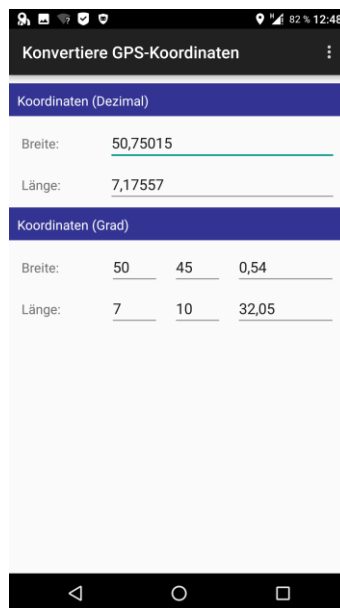 82 % 12:48
Konvertiere GPS-Koordinaten
Koordinaten (Dezimal)
Breite: 50,75015
Länge: 7,17557
Koordinaten (Grad)
Breite: 50 45 0,54
Länge: 7 10 32,05